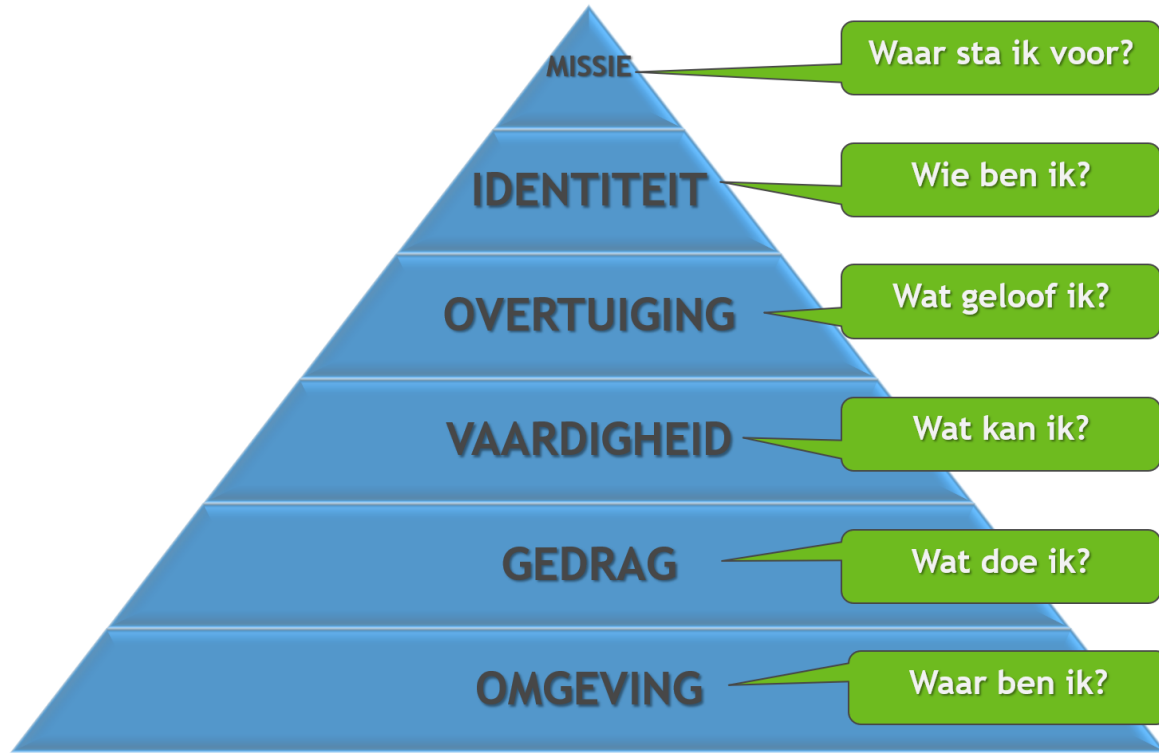 MISSIE
Waar sta ik voor?
IDENTITEIT
Wie ben ik?
OVERTUIGING
Wat geloof ik?
VAARDIGHEID
Wat kan ik?
GEDRAG
Wat doe ik?
OMGEVING
Waar ben ik?